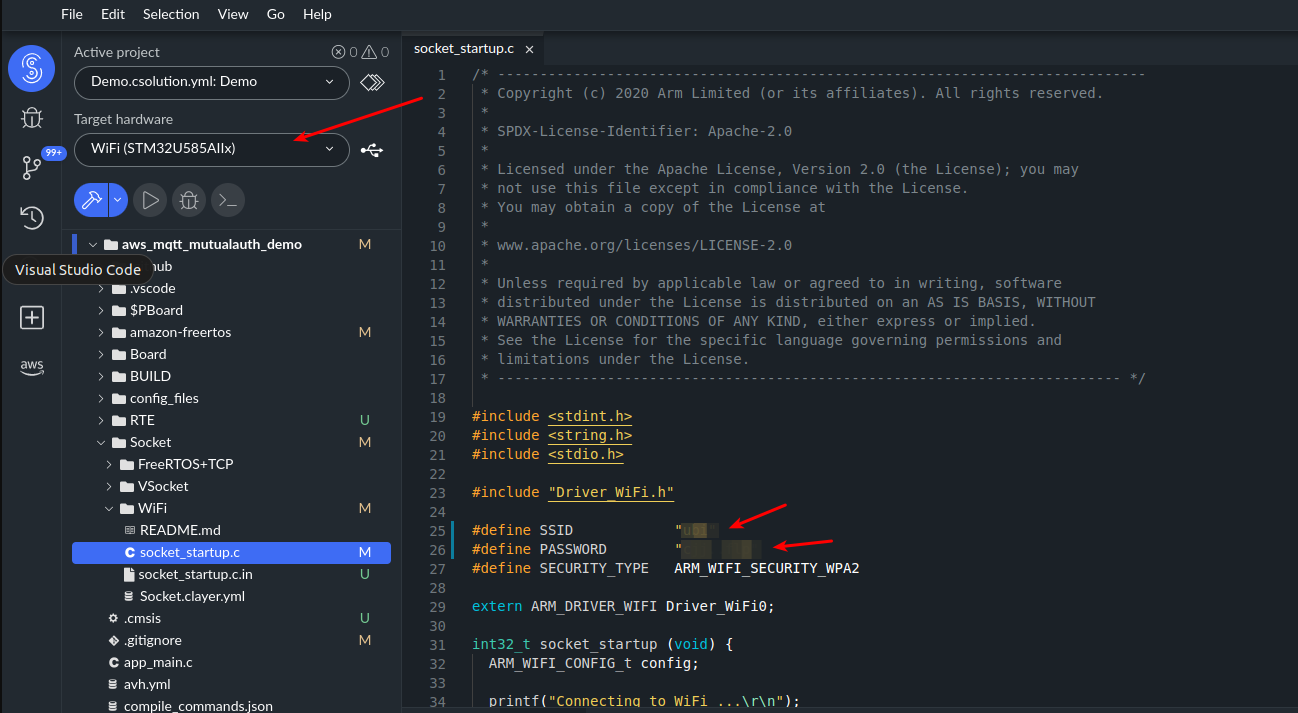 File Edit Selection View Go Help
Active project 0 0
Demo.csolution.yml: Demo
Target hardware
WiFi (STM32U585AIIx)
99+
aws_mqtt_mutualauth_demo M
Visual Studio Code
.vscode
$PBoard
amazon-freertos M
Board
BUILD
config_files
RTE U
Socket M
FreeRTOS+TCP
VSocket
WiFi M
README.md
socket_startup.c M
socket_startup.c.in U
Socket.clayer.yml
.cmsis U
.gitignore M
app_main.c
avh.yml
compile_commands.json
aws
socket_startup.c ×
1 /* -----------------------------------------------------------------------------
2 * Copyright (c) 2020 Arm Limited (or its affiliates). All rights reserved.
3 *
4 * SPDX-License-Identifier: Apache-2.0
5 *
6 * Licensed under the Apache License, Version 2.0 (the License); you may
7 * not use this file except in compliance with the License.
8 * You may obtain a copy of the License at
9 *
10 * www.apache.org/licenses/LICENSE-2.0
11 *
12 * Unless required by applicable law or agreed to in writing, software
13 * distributed under the License is distributed on an AS IS BASIS, WITHOUT
14 * WARRANTIES OR CONDITIONS OF ANY KIND, either express or implied.
15 * See the License for the specific language governing permissions and
16 * limitations under the License.
17 * -------------------------------------------------------------------------- */
18
19 #include <stdint.h>
20 #include <string.h>
21 #include <stdio.h>
22
23 #include "Driver_WiFi.h"
24
25 #define SSID "
26 #define PASSWORD "
27 #define SECURITY_TYPE ARM_WIFI_SECURITY_WPA2
28
29 extern ARM_DRIVER_WIFI Driver_WiFi0;
30
31 int32_t socket_startup (void) {
32 ARM_WIFI_CONFIG_t config;
33
34 printf("Connecting to WiFi ...\r\n");